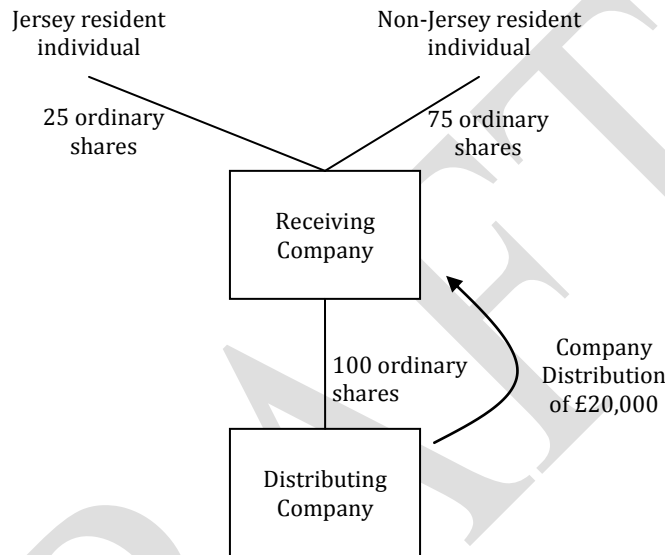 Jersey resident
individual
Non-Jersey resident
individual
25 ordinary
shares
75 ordinary
shares
Receiving
Company
100 ordinary
shares
Company
Distribution
of £20,000
Distributing
Company